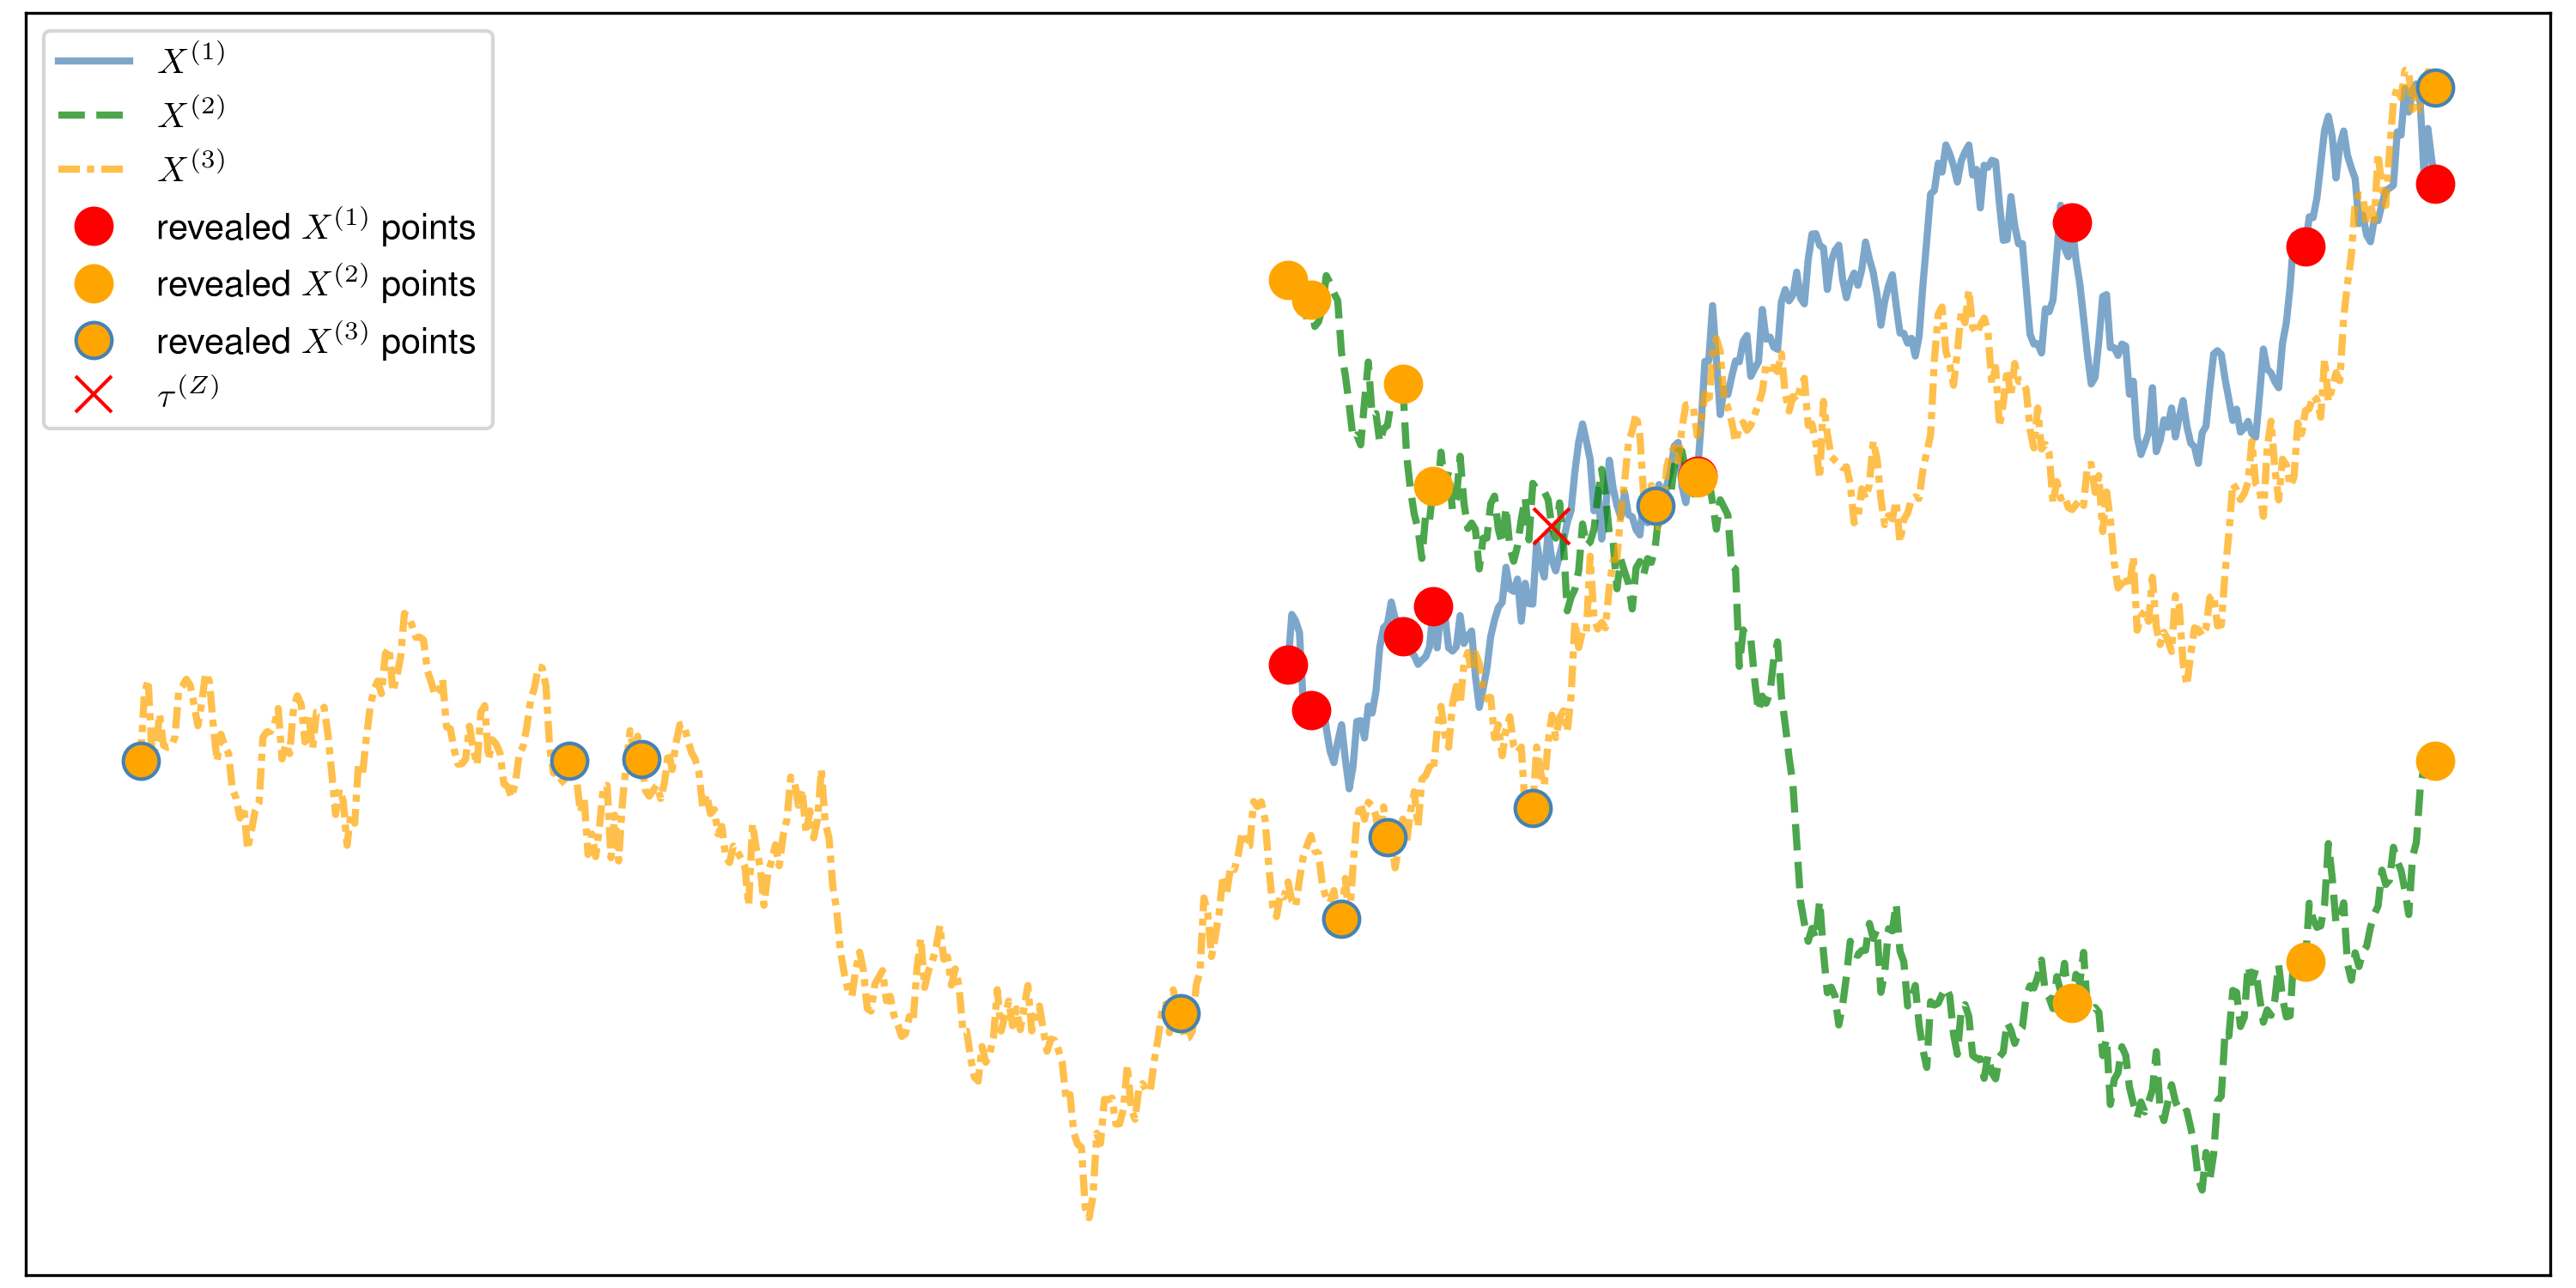 X^{(1)}
X^{(2)}
X^{(3)}
revealed X^{(1)} points
revealed X^{(2)} points
revealed X^{(3)} points
τ^{(Z)}